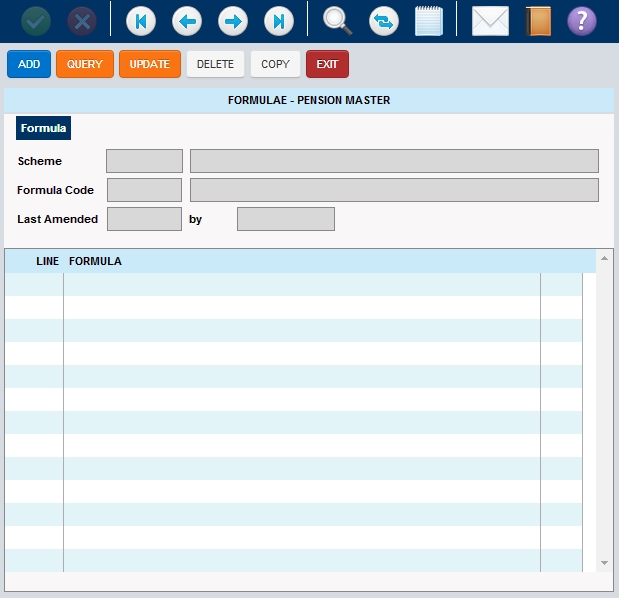 ADD QUERY UPDATE DELETE COPY EXIT
FORMULAE - PENSION MASTER
Formula
Scheme
Formula Code
Last Amended by
LINE FORMULA